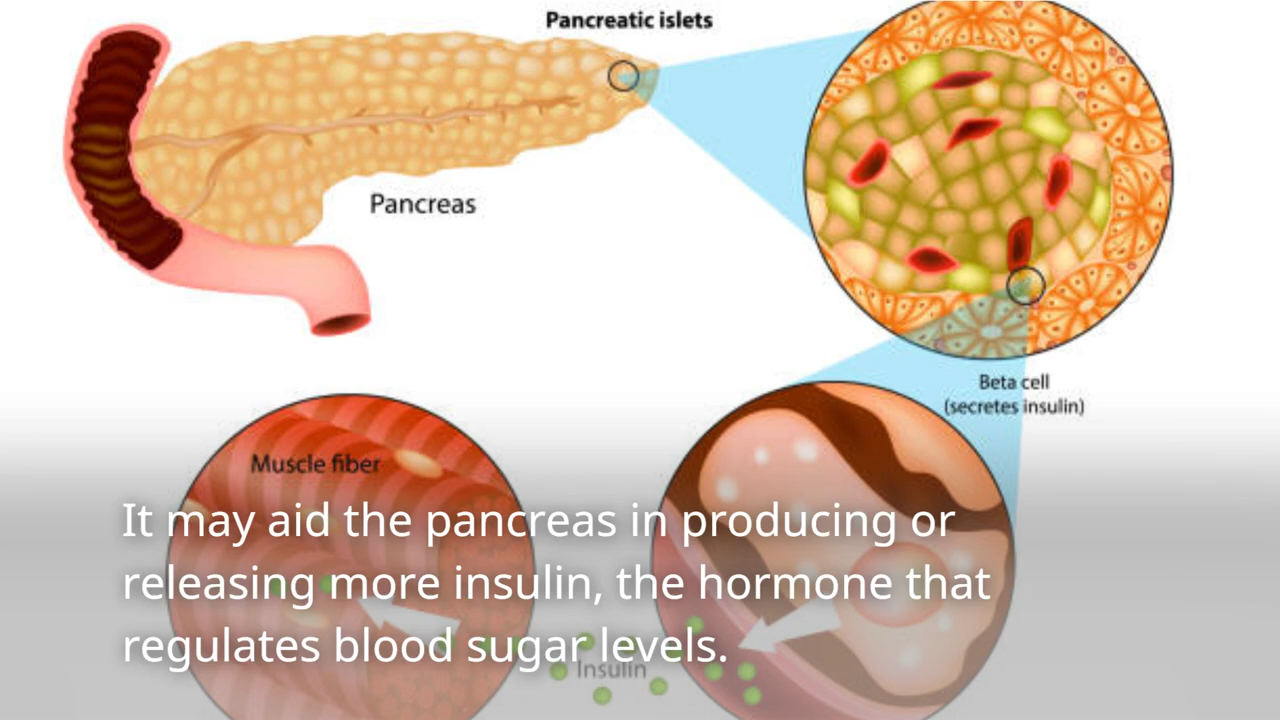 Pancreatic islets
Pancreas
Beta cell
(secretes insulin)
Muscle fiber
It may aid the pancreas in producing or
releasing more insulin, the hormone that
regulates blood sugar levels.
Insulin